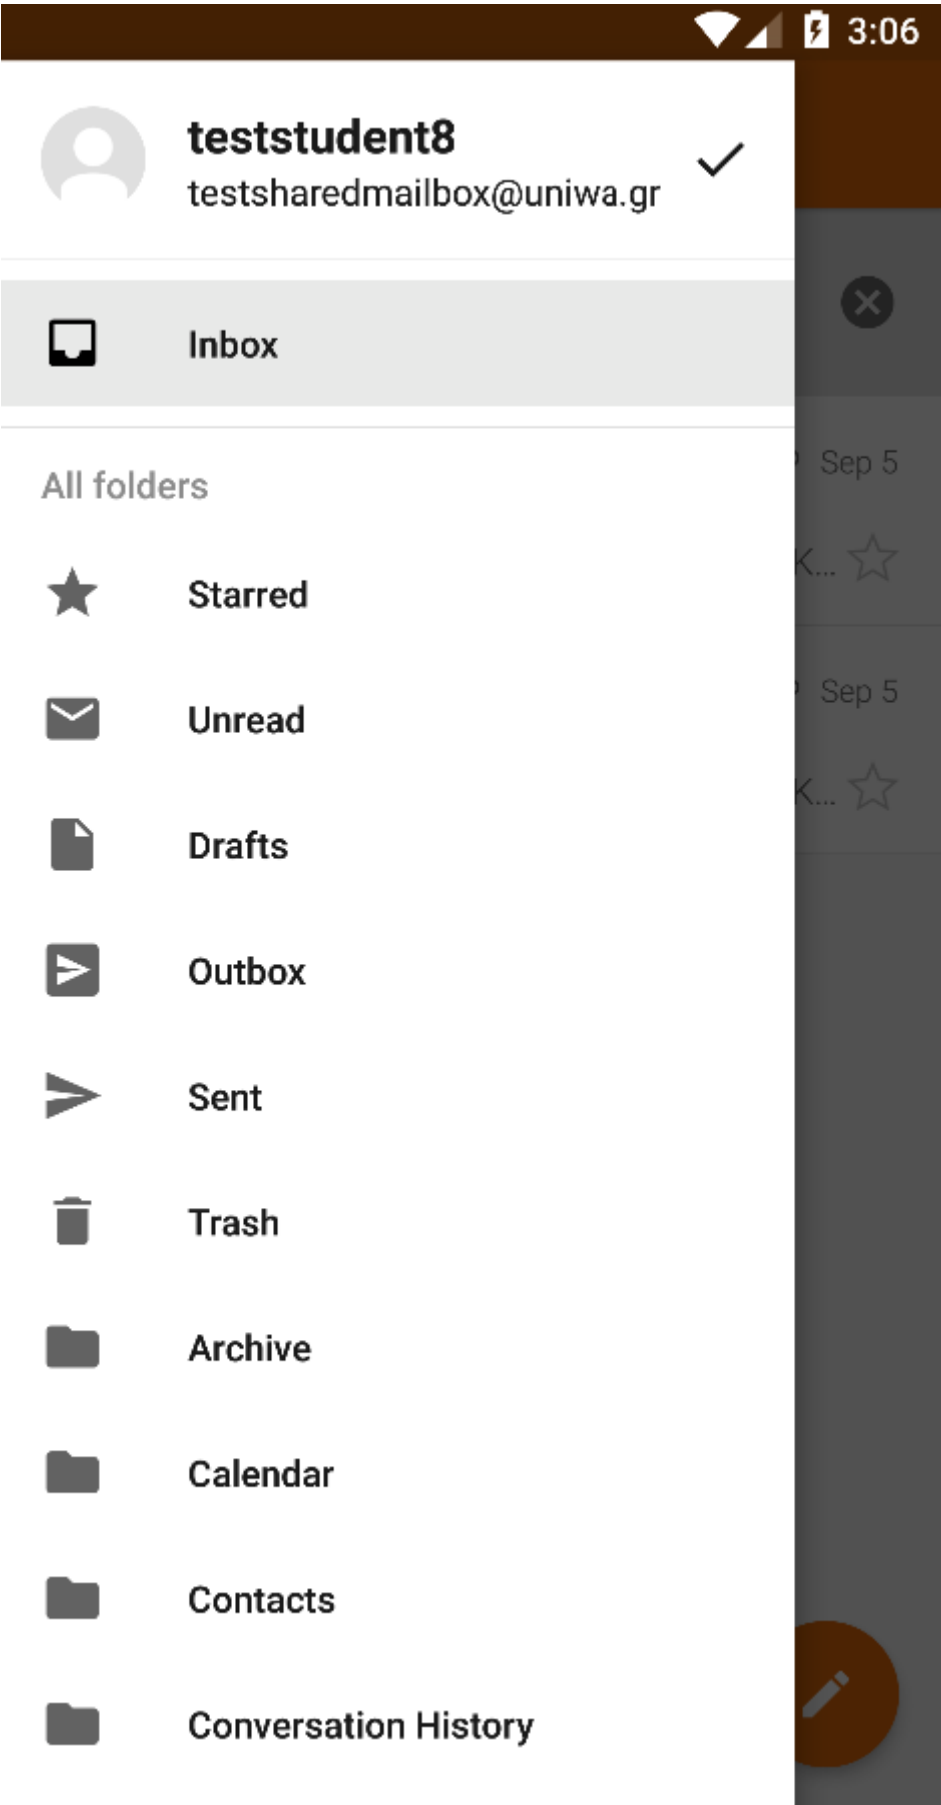 3:06
teststudent8
testsharedmailbox@uniwa.gr
Inbox
All folders
Sep 5
K...
Starred
Unread
Sep 5
K...
Drafts
Outbox
Sent
Trash
Archive
Calendar
Contacts
Conversation History